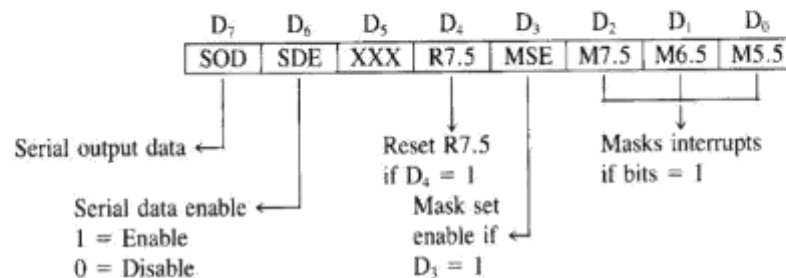 D₇ D₆ D₅ D₄ D₃ D₂ D₁ D₀
SOD SDE XXX R7.5 MSE M7.5 M6.5 M5.5
Serial output data
Reset R7.5
if D₄ = 1
Masks interrupts
if bits = 1
Serial data enable
1 = Enable
0 = Disable
Mask set
enable if
D₃ = 1